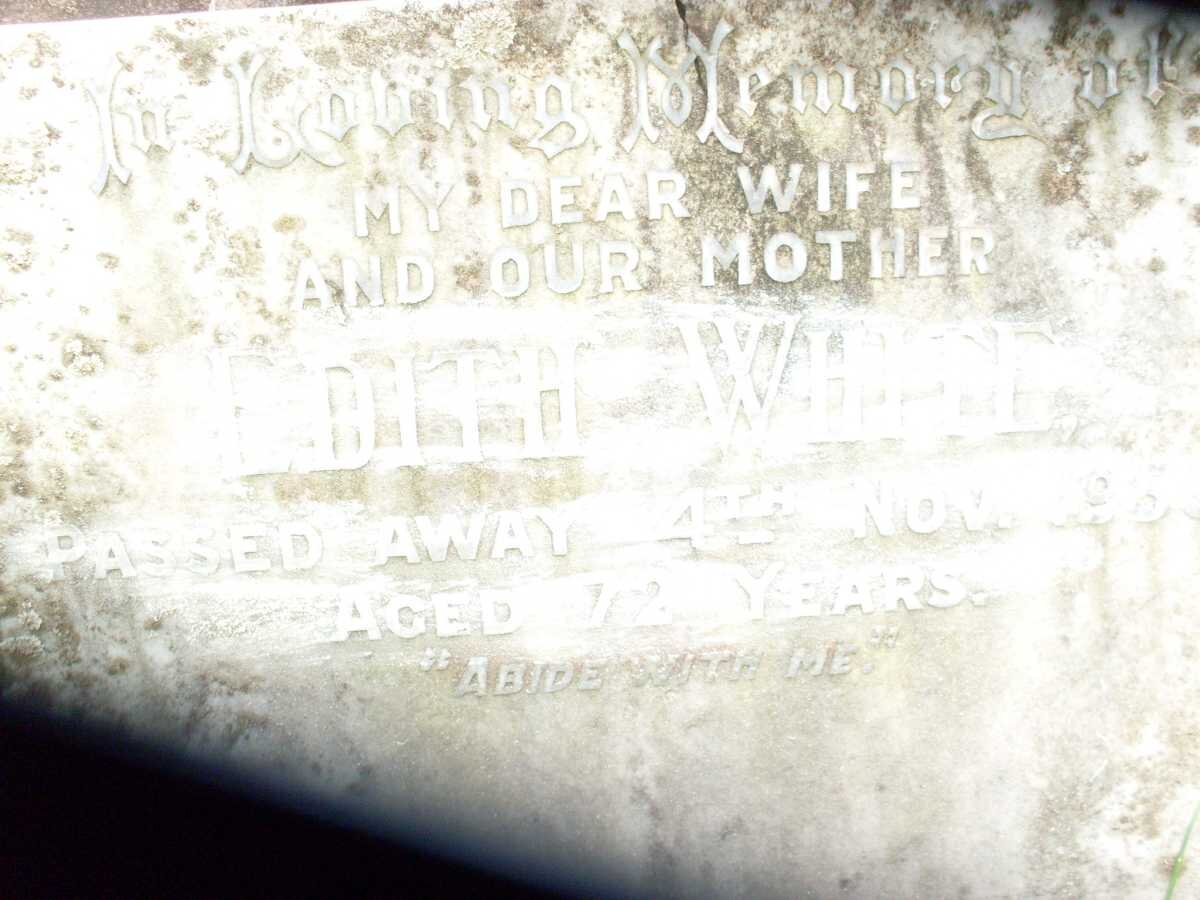 In Loving Memory of
MY DEAR WIFE
AND OUR MOTHER
EDITH WHITE,
PASSED AWAY 4TH NOV.
AGED 72 YEARS.
"ABIDE WITH ME."